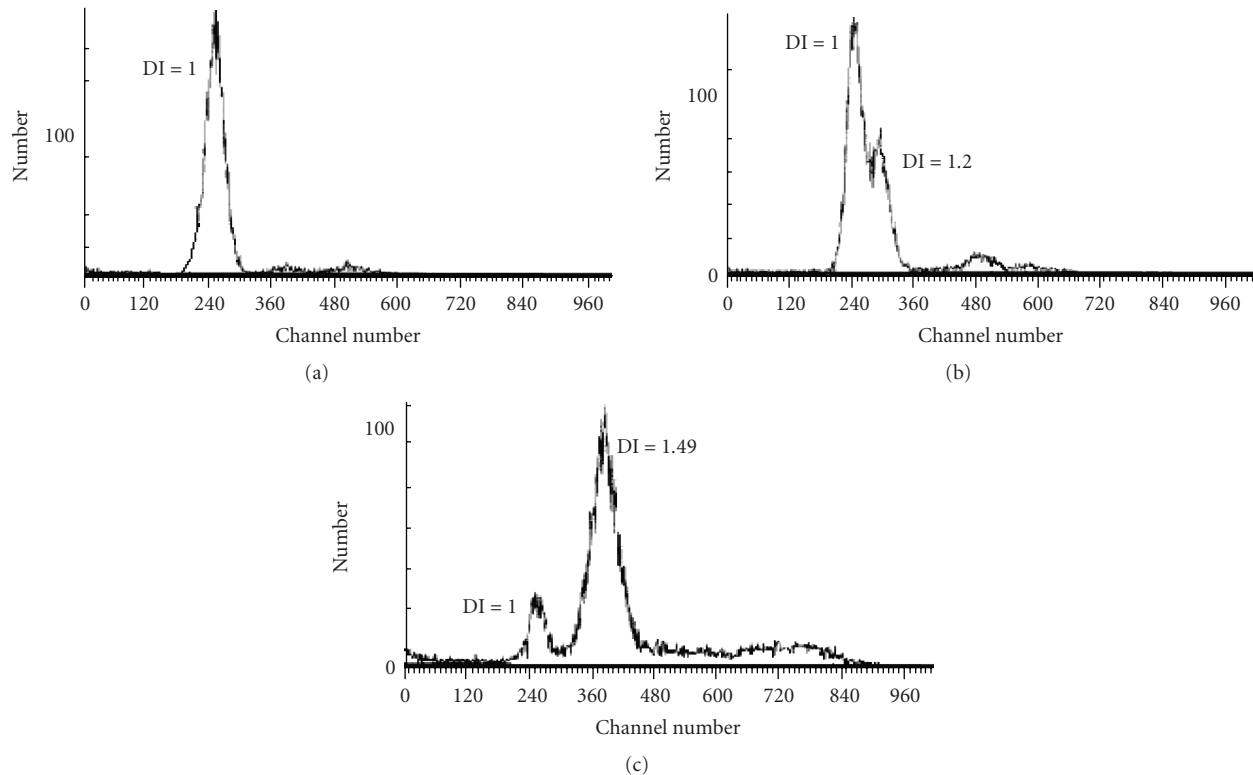 DI = 1
100
Number
0 120 240 360 480 600 720 840 960
Channel number
(a)
DI = 1
100
DI = 1.2
Number
0
0 120 240 360 480 600 720 840 960
Channel number
(b)
100
DI = 1.49
Number
DI = 1
0
0 120 240 360 480 600 720 840 960
Channel number
(c)